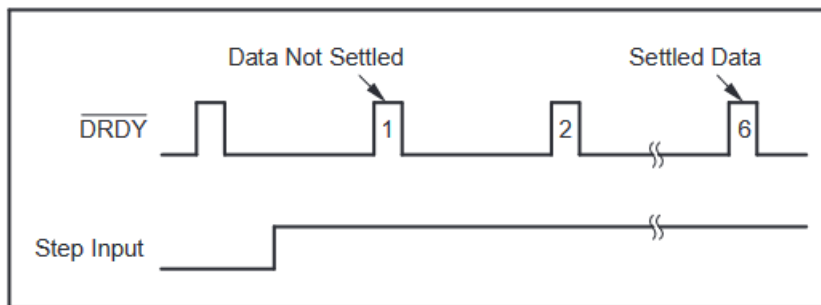 Data Not Settled
Settled Data
DRDY
1
2
6
Step Input